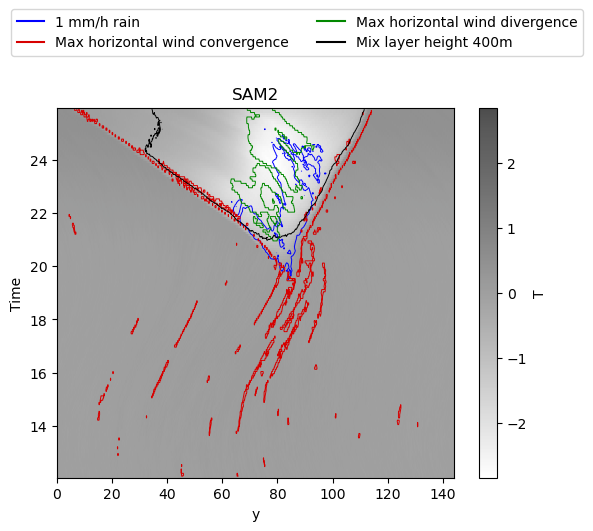 1 mm/h rain
Max horizontal wind convergence
Max horizontal wind divergence
Mix layer height 400m
SAM2
24
22
20
18
16
14
Time
0 20 40 60 80 100 120 140
y
2
1
0
−1
−2
T